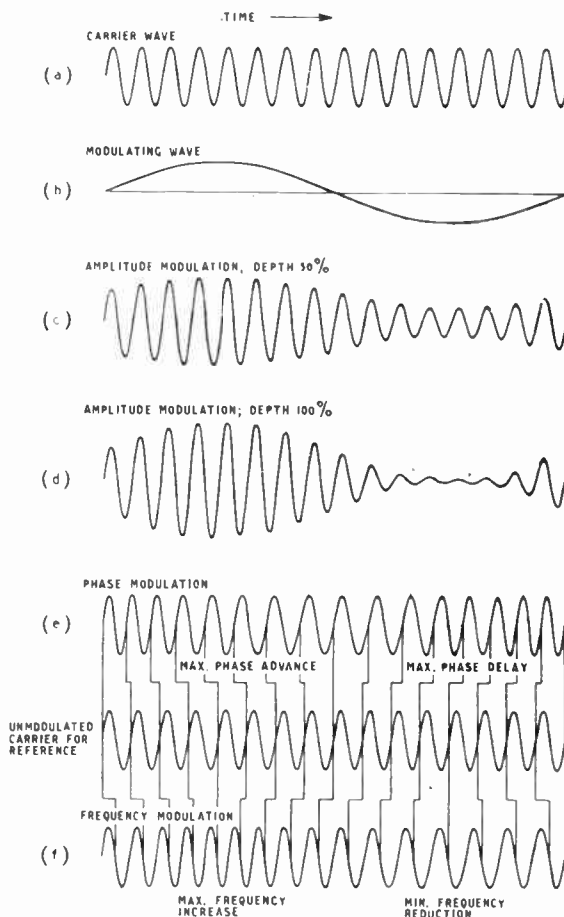 TIME
CARRIER WAVE
(a)
MODULATING WAVE
(b)
AMPLITUDE MODULATION, DEPTH 50%
(c)
AMPLITUDE MODULATION; DEPTH 100%
(d)
PHASE MODULATION
(e)
MAX. PHASE ADVANCE
MAX. PHASE DELAY
UNMODULATED
CARRIER FOR
REFERENCE
FREQUENCY MODULATION
(f)
MAX. FREQUENCY
INCREASE
MIN. FREQUENCY
REDUCTION